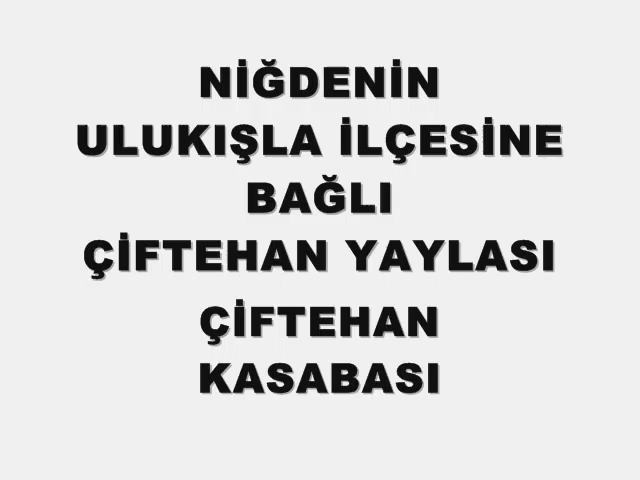 NİĞDENİN
ULUKIŞLA İLÇESİNE
BAĞLI
ÇİFTEHAN YAYLASI
ÇİFTEHAN
KASABASI